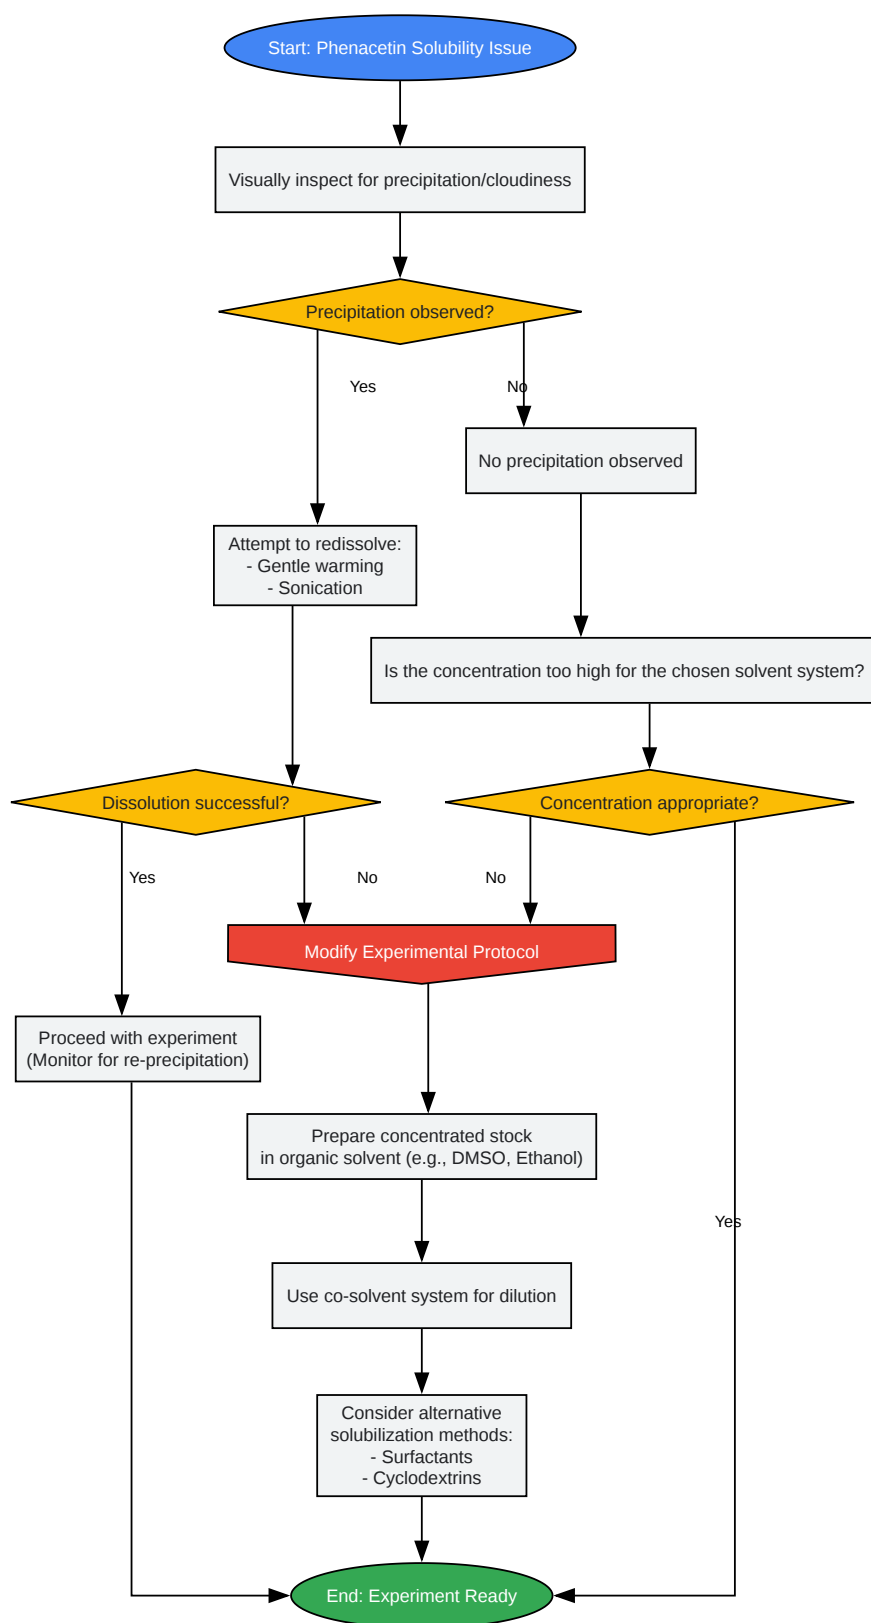 Start: Phenacetin Solubility Issue
Visually inspect for precipitation/cloudiness
Precipitation observed?
Yes
No
No precipitation observed
Attempt to redissolve:
- Gentle warming
- Sonication
Is the concentration too high for the chosen solvent system?
Dissolution successful?
Concentration appropriate?
Yes
No
No
Modify Experimental Protocol
Proceed with experiment
(Monitor for re-precipitation)
Prepare concentrated stock
in organic solvent (e.g., DMSO, Ethanol)
Yes
Use co-solvent system for dilution
Consider alternative
solubilization methods:
- Surfactants
- Cyclodextrins
End: Experiment Ready